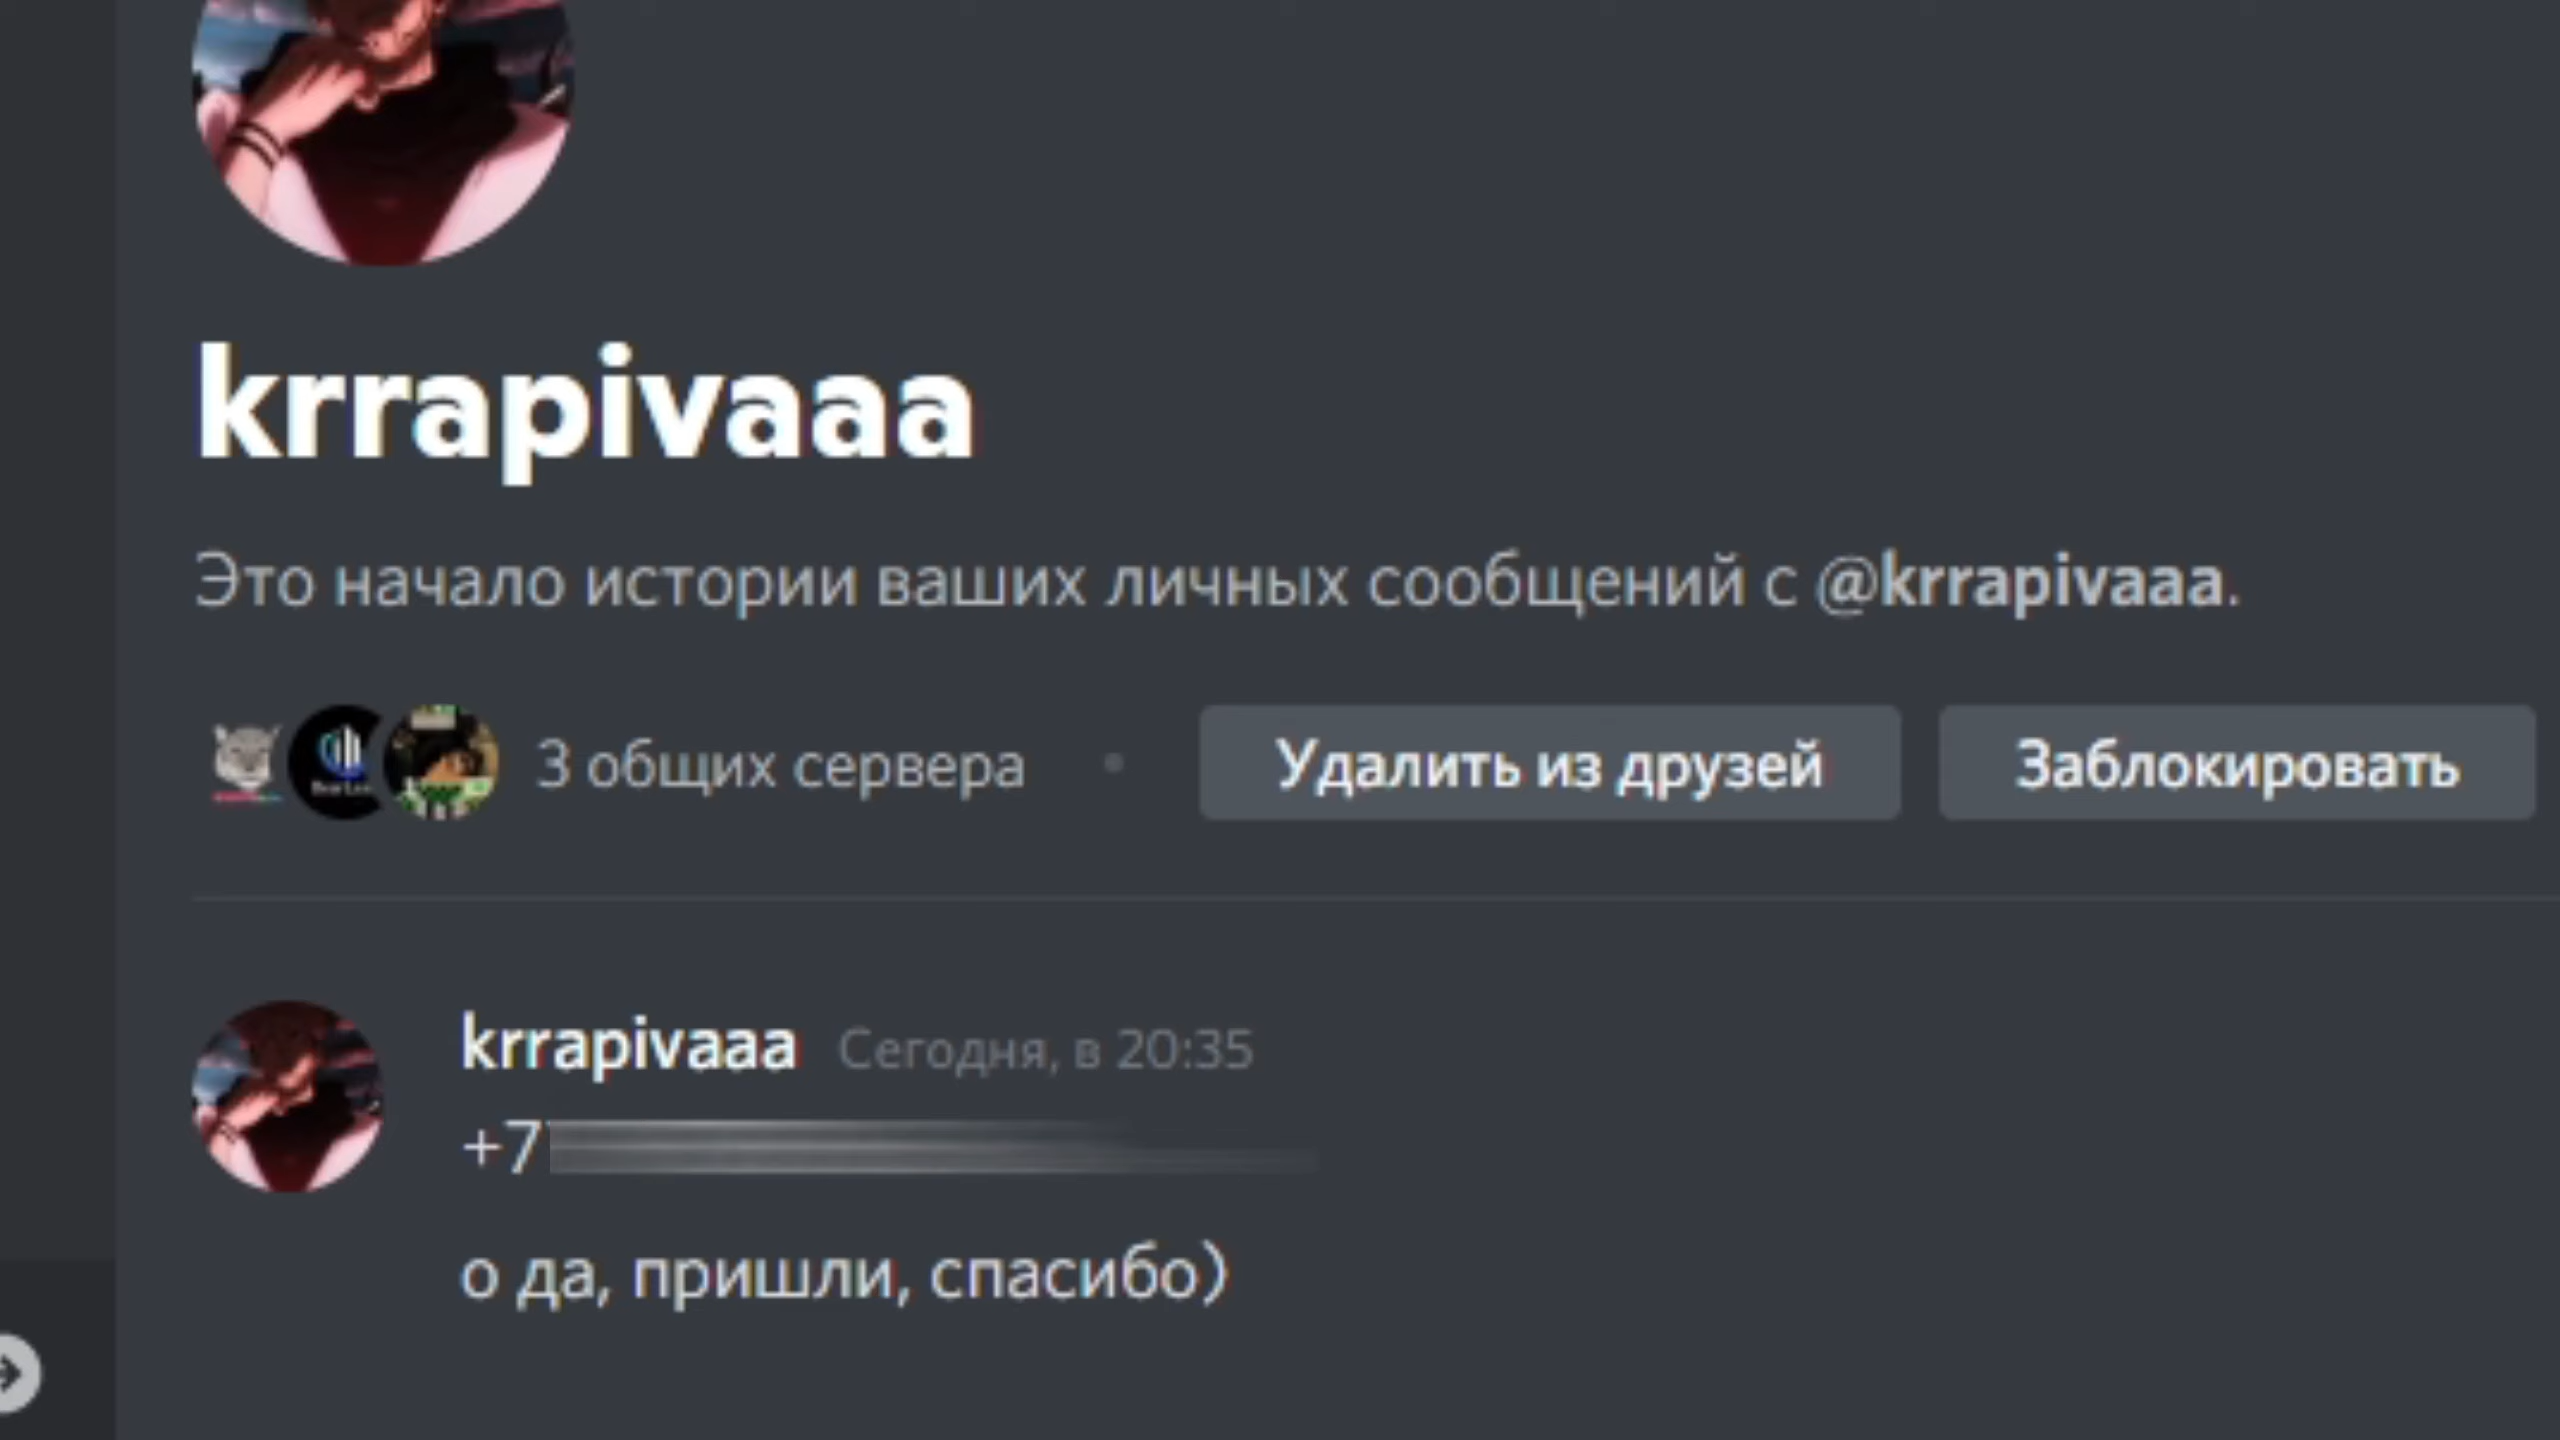 krrapivaaa
Это начало истории ваших личных сообщений с @krrapivaaa.
3 общих сервера • Удалить из друзей Заблокировать
krrapivaaa Сегодня, в 20:35
+7
о да, пришли, спасибо)